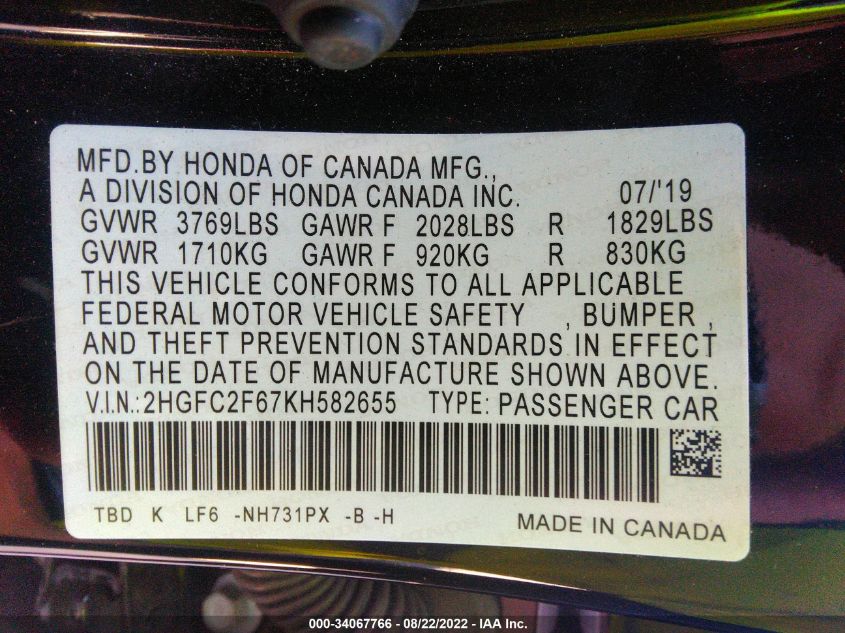 MFD.BY HONDA OF CANADA MFG.,
A DIVISION OF HONDA CANADA INC. 07/'19
GVWR 3769LBS GAWR F 2028LBS R 1829LBS
GVWR 1710KG GAWR F 920KG R 830KG
THIS VEHICLE CONFORMS TO ALL APPLICABLE
FEDERAL MOTOR VEHICLE SAFETY , BUMPER ,
AND THEFT PREVENTION STANDARDS IN EFFECT
ON THE DATE OF MANUFACTURE SHOWN ABOVE.
V.I.N.:2HGFC2F67KH582655 TYPE: PASSENGER CAR
TBD K LF6 -NH731PX -B -H MADE IN CANADA
000-34067766 - 08/22/2022 - IAA Inc.